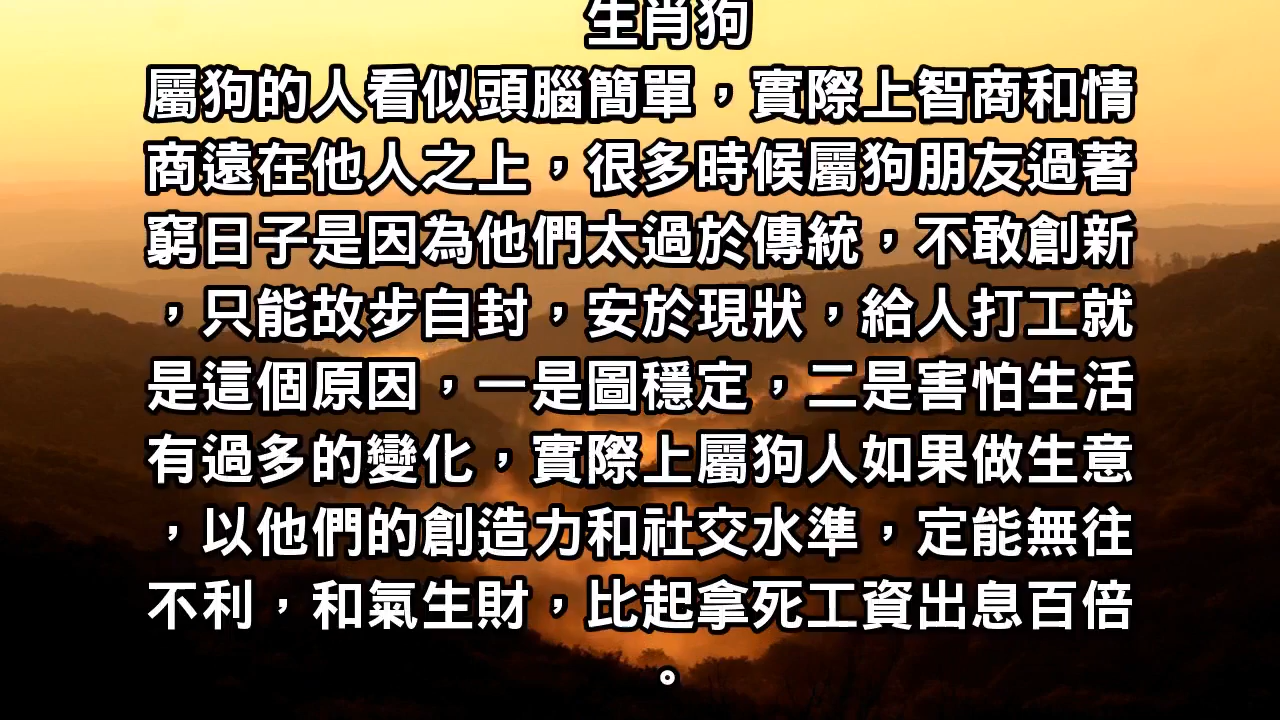 生肖狗
屬狗的人看似頭腦簡單，實際上智商和情
商遠在他人之上，很多時候屬狗朋友過著
窮日子是因為他們太過於傳統，不敢創新
，只能故步自封，安於現狀，給人打工就
是這個原因，一是圖穩定，二是害怕生活
有過多的變化，實際上屬狗人如果做生意
，以他們的創造力和社交水準，定能無往
不利，和氣生財，比起拿死工資出息百倍
。